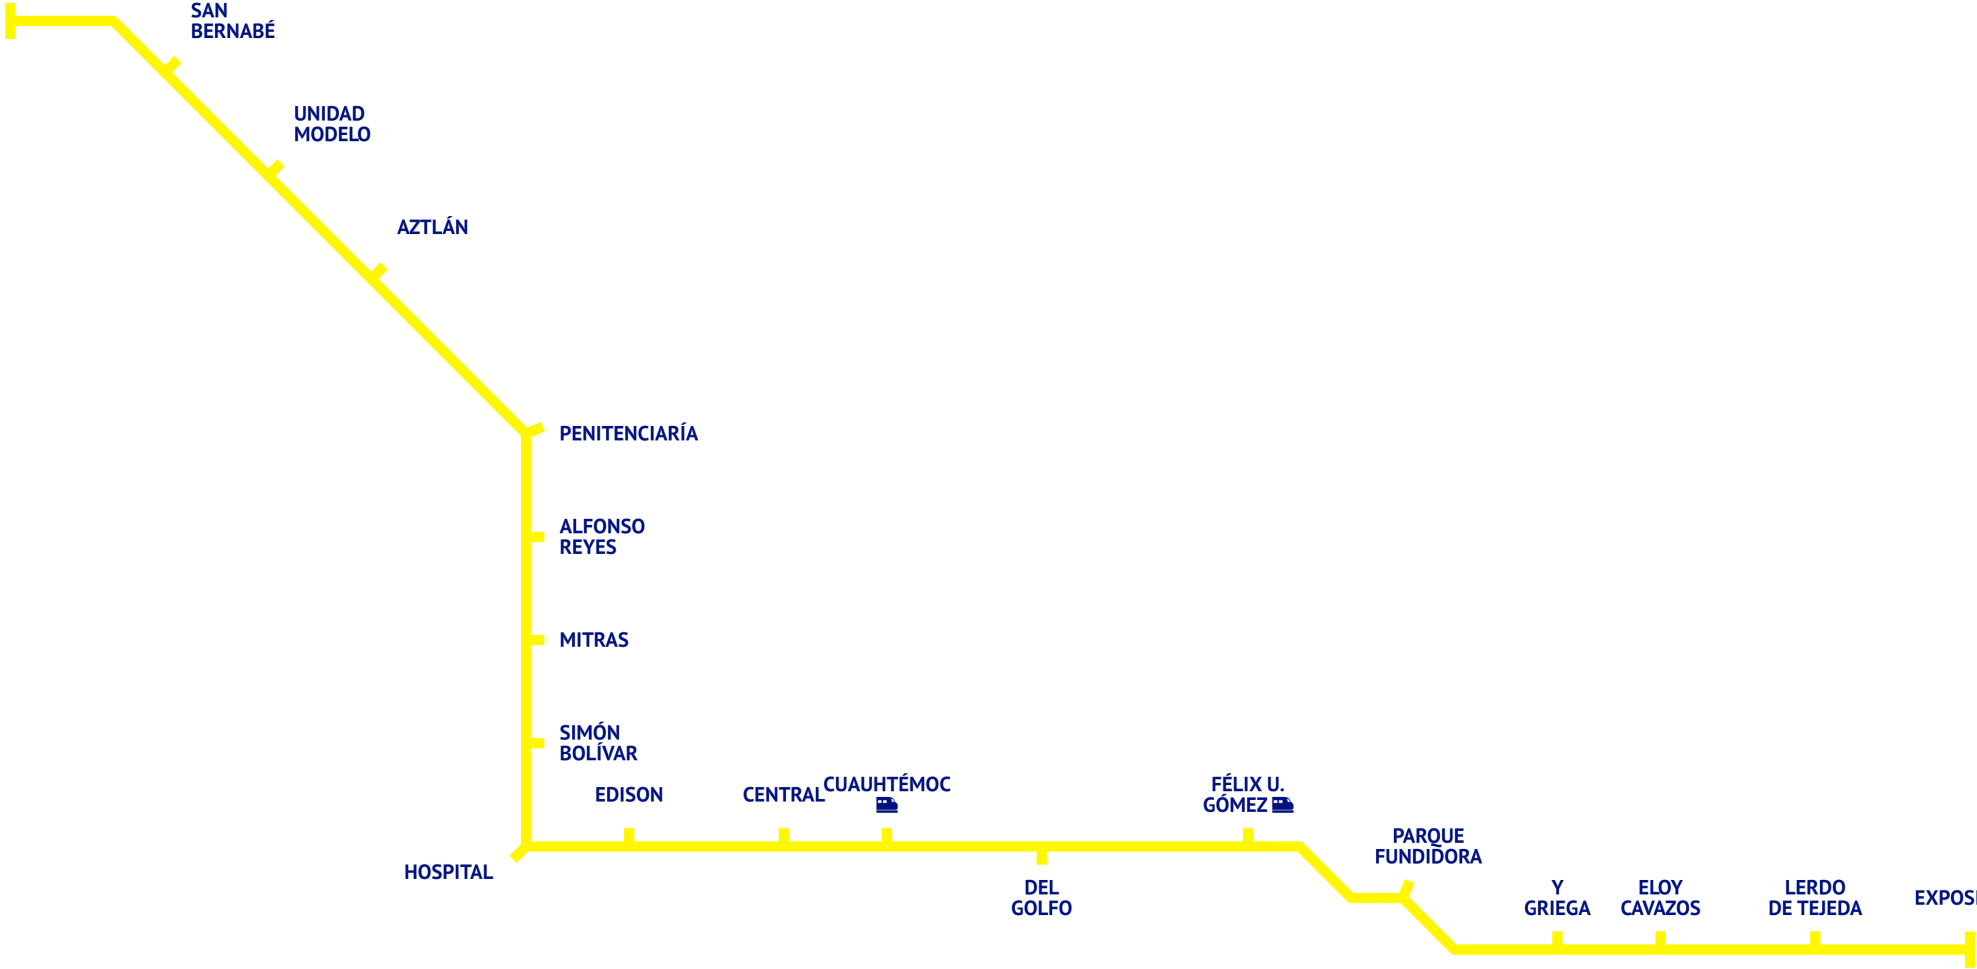 SAN
BERNABÉ
UNIDAD
MODELO
AZTLÁN
PENITENCIARÍA
ALFONSO
REYES
MITRAS
SIMÓN
BOLÍVAR
HOSPITAL
EDISON
CENTRAL
CUAUHTÉMOC
DEL
GOLFO
FÉLIX U.
GÓMEZ
PARQUE
FUNDIDORA
Y
GRIEGA
ELOY
CAVAZOS
LERDO
DE TEJEDA